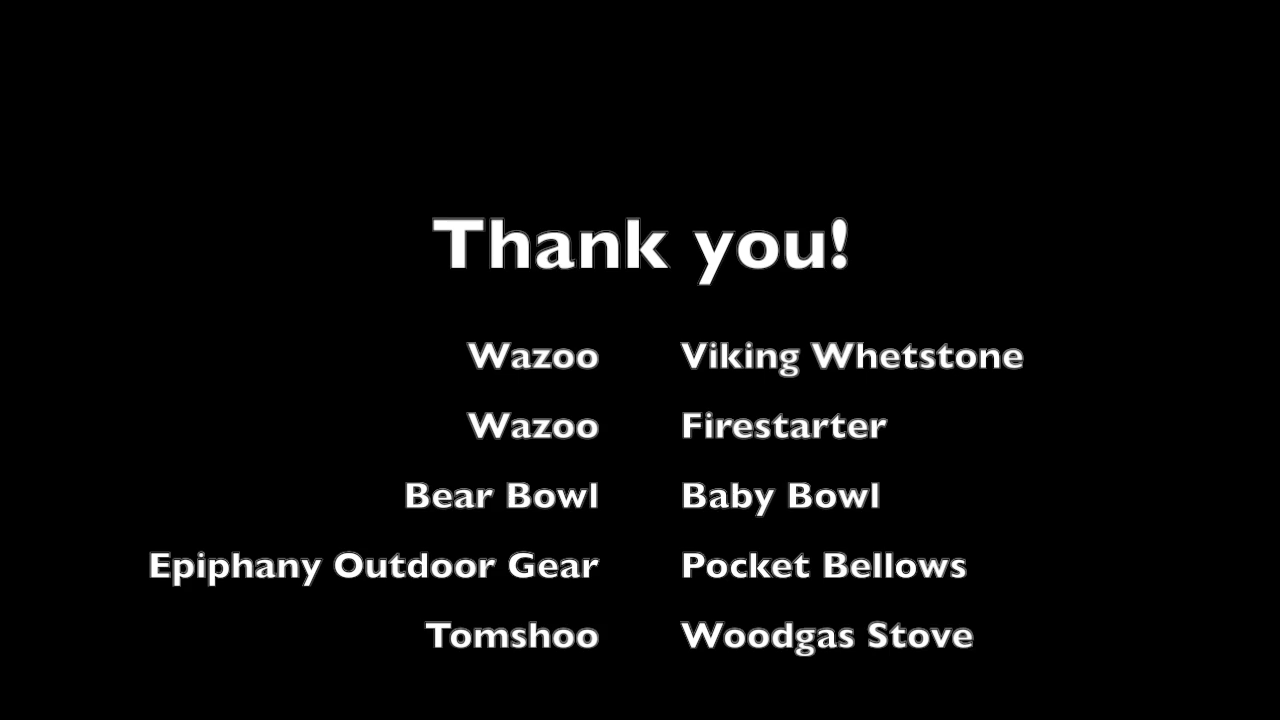 Thank you!
Wazoo Viking Whetstone
Wazoo Firestarter
Bear Bowl Baby Bowl
Epiphany Outdoor Gear Pocket Bellows
Tomshoo Woodgas Stove